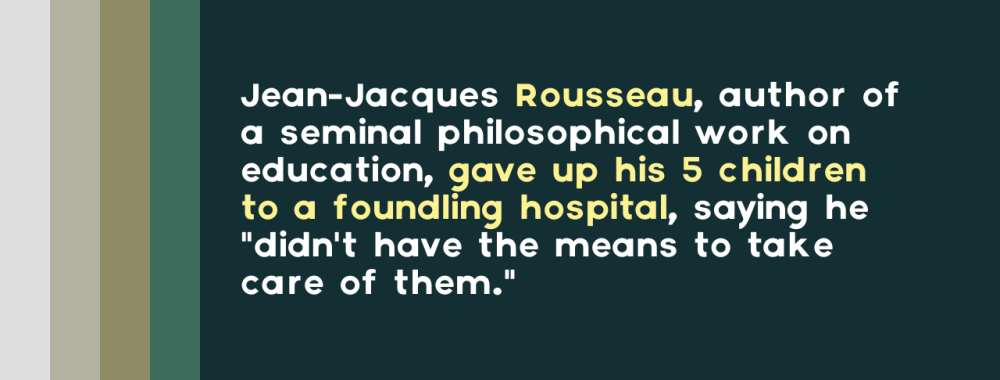 Jean-Jacques Rousseau, author of
a seminal philosophical work on
education, gave up his 5 children
to a foundling hospital, saying he
"didn't have the means to take
care of them."